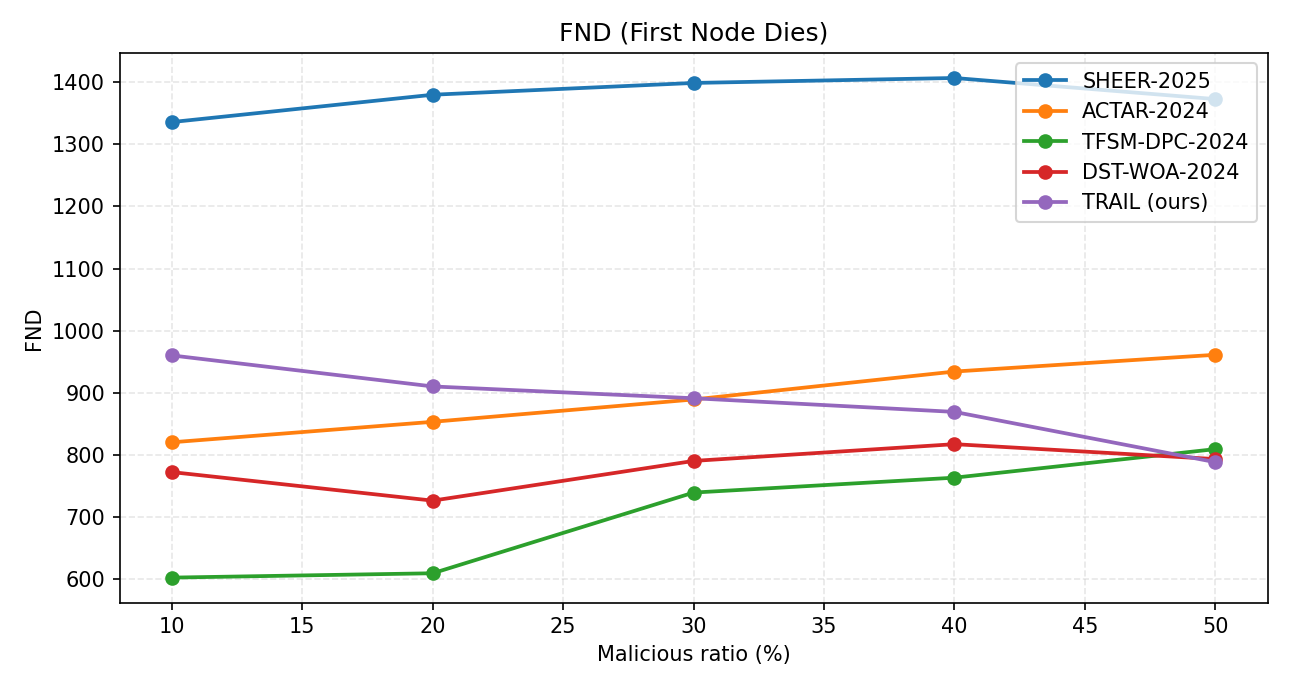 FND (First Node Dies)
1400
1300
1200
1100
1000
900
800
700
600
FND
SHEER-2025
ACTAR-2024
TFSM-DPC-2024
DST-WOA-2024
TRAIL (ours)
10 15 20 25 30 35 40 45 50
Malicious ratio (%)